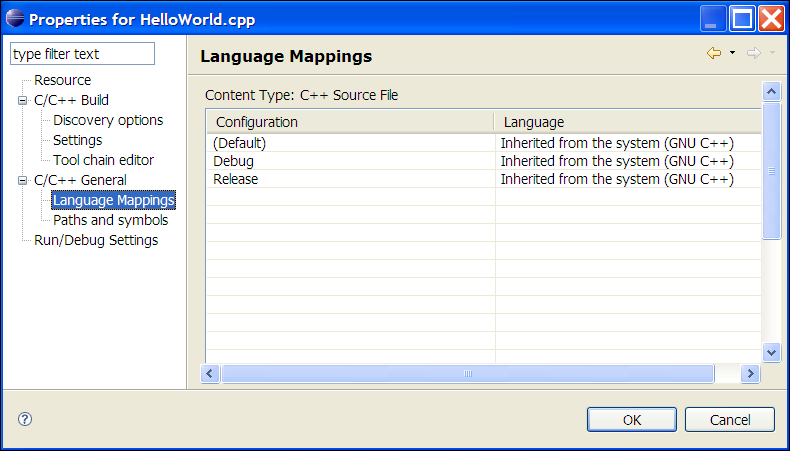 Properties for HelloWorld.cpp
type filter text
Resource
C/C++ Build
Discovery options
Settings
Tool chain editor
C/C++ General
Language Mappings
Paths and symbols
Run/Debug Settings
Language Mappings
Content Type: C++ Source File
Configuration Language
(Default) Inherited from the system (GNU C++)
Debug Inherited from the system (GNU C++)
Release Inherited from the system (GNU C++)
?
OK Cancel